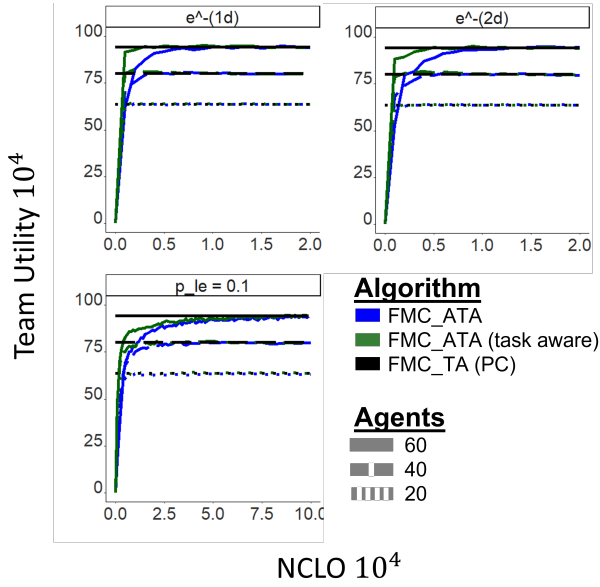 e^-(1d)
e^-(2d)
100
75
50
25
0
0.0 0.5 1.0 1.5 2.0
100
75
50
25
0
0.0 0.5 1.0 1.5 2.0
Team Utility 10^4
p_le = 0.1
100
75
50
25
0
0.0 2.5 5.0 7.5 10.0
Algorithm
FMC_ATA
FMC_ATA (task aware)
FMC_TA (PC)
Agents
60
40
20
NCLO 10^4